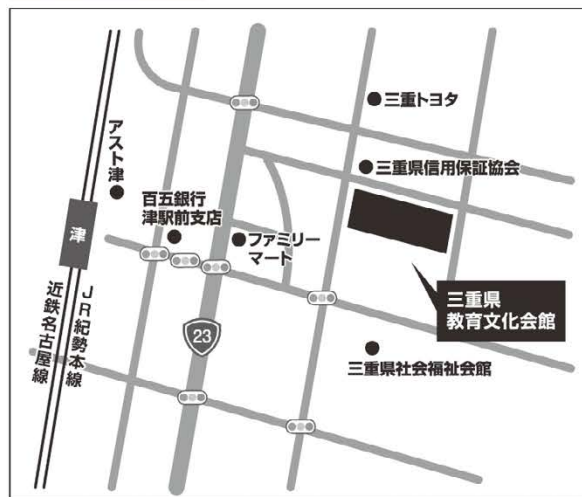 三重トヨタ
アスト津
三重県信用保証協会
百五銀行
津駅前支店
津
ファミリー
マート
三重県
教育文化会館
23
JR紀勢本線
近鉄名古屋線
三重県社会福祉会館